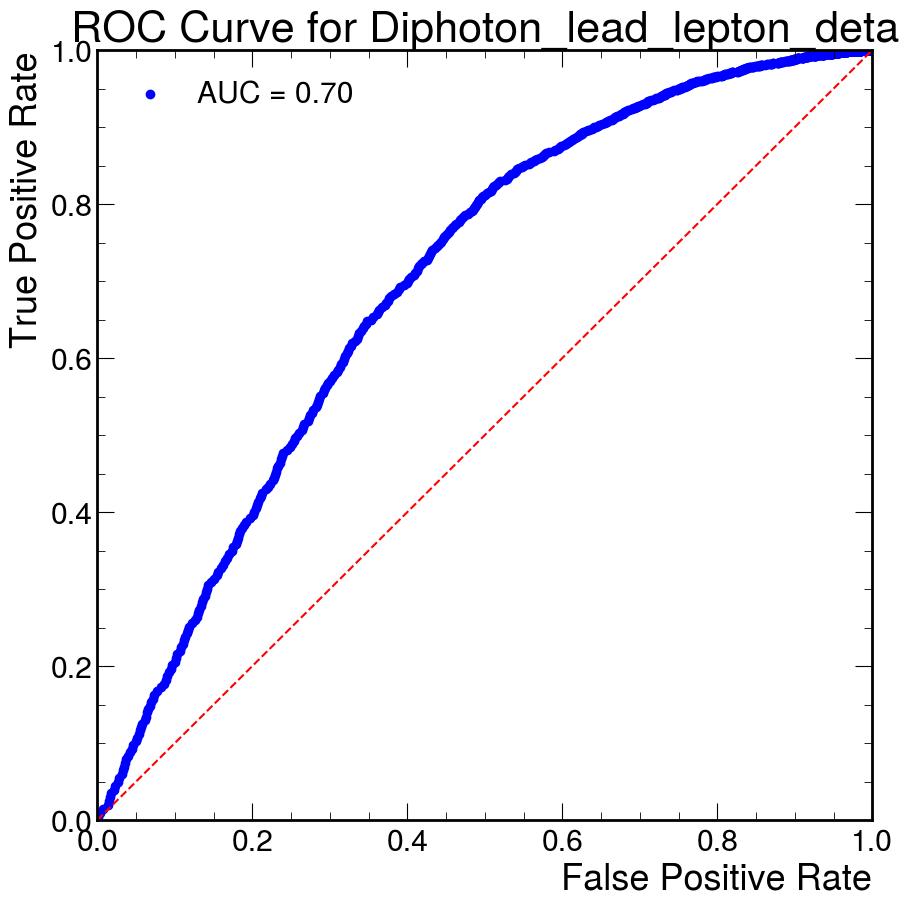 ROC Curve for Diphoton_lead_lepton_deta
AUC = 0.70
True Positive Rate
1.0
0.8
0.6
0.4
0.2
0.0
0.0 0.2 0.4 0.6 0.8 1.0
False Positive Rate